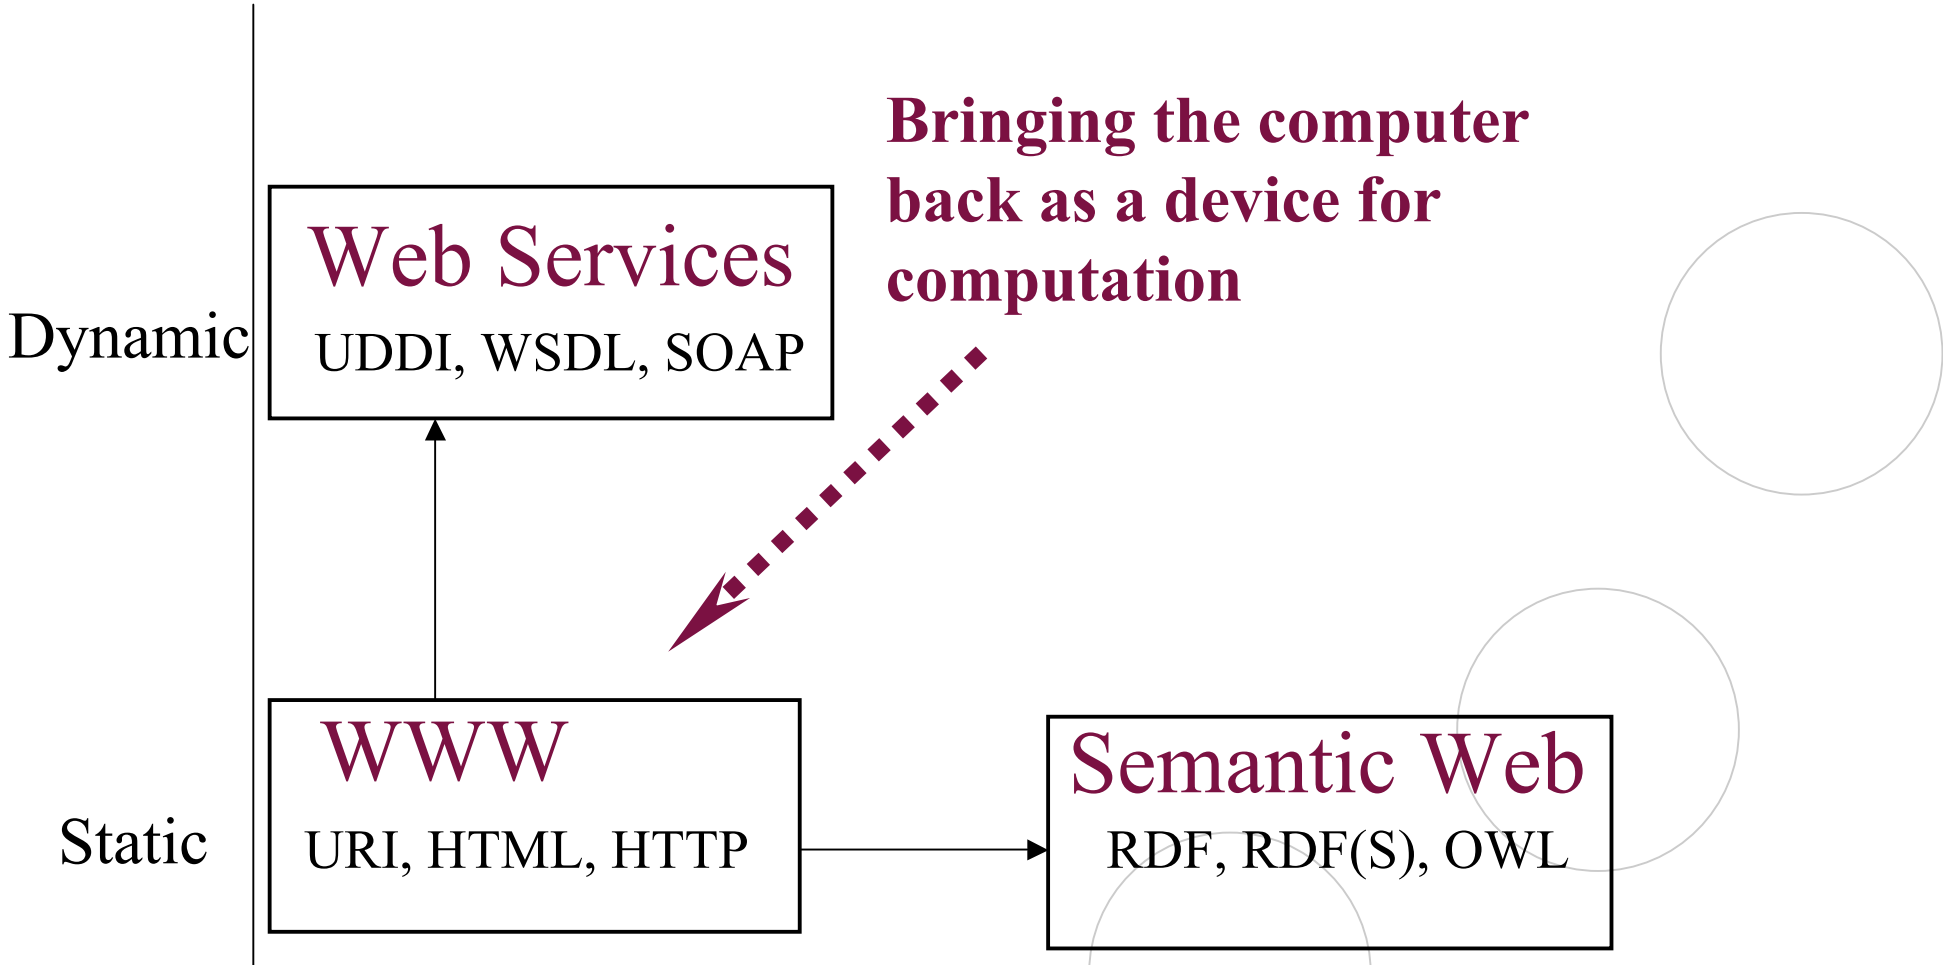 Bringing the computer
back as a device for
computation
Web Services
UDDI, WSDL, SOAP
Dynamic
WWW
URI, HTML, HTTP
Static
Semantic Web
RDF, RDF(S), OWL